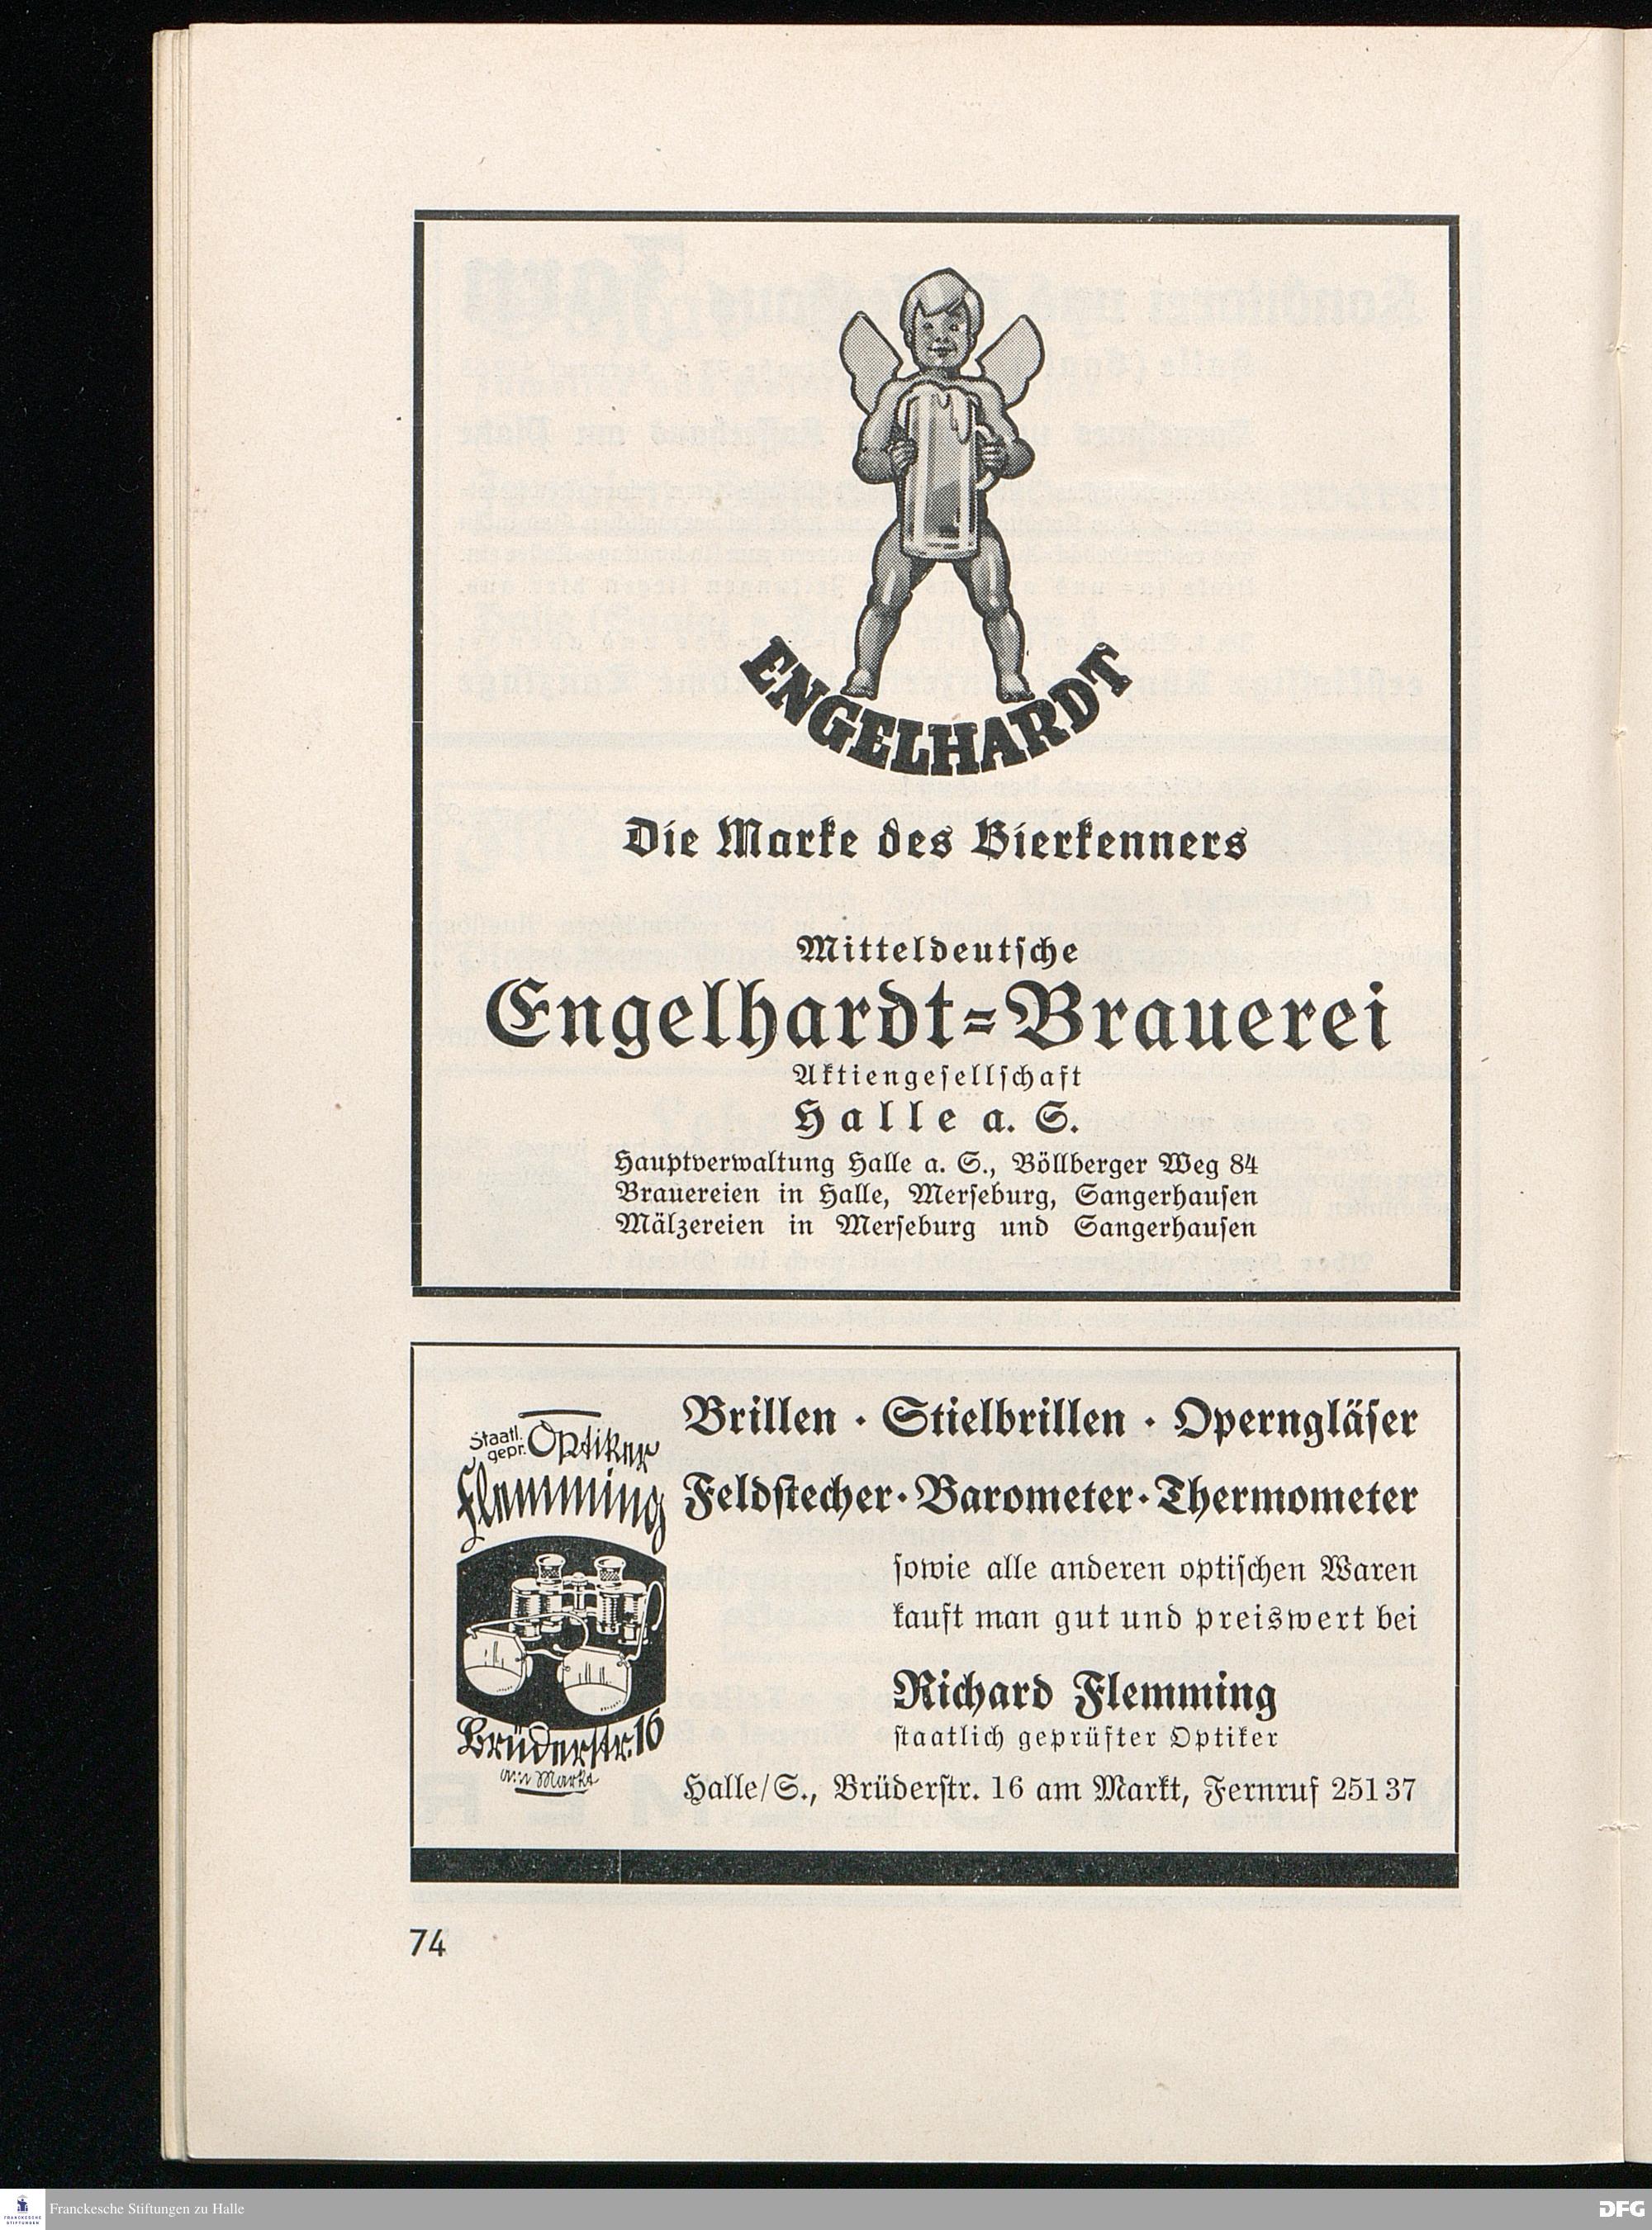 ENGELHARDT
Die Marke des Bierkenners
Mitteldeutsche
Engelhardt=Brauerei
Aktiengesellschaft
Halle a. S.
Hauptverwaltung Halle a. S., Böllberger Weg 84
Brauereien in Halle, Merseburg, Sangerhausen
Mälzereien in Merseburg und Sangerhausen
Staatl.
gepr. Optiker
Flemming
Brüderstr. 16
am Markt
Brillen · Stielbrillen · Operngläser
Feldstecher · Barometer · Thermometer
sowie alle anderen optischen Waren
kauft man gut und preiswert bei
Richard Flemming
staatlich geprüfter Optiker
Halle/S., Brüderstr. 16 am Markt, Fernruf 25137
74
FRANCKESCHE
STIFTUNGEN
Franckesche Stiftungen zu Halle
DFG